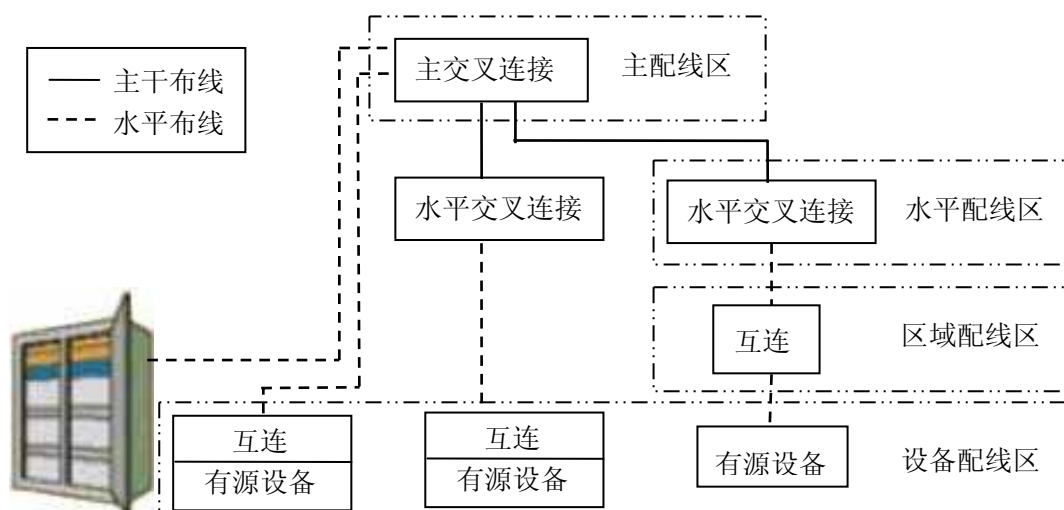 主干布线
水平布线
主交叉连接
主配线区
水平交叉连接
水平交叉连接
水平配线区
互连
区域配线区
互连
有源设备
互连
有源设备
有源设备
设备配线区